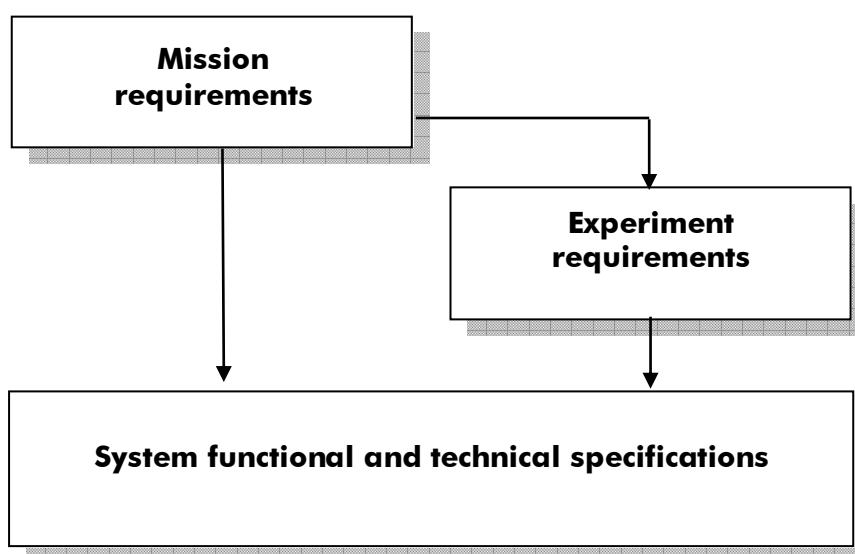 Mission
requirements
Experiment
requirements
System functional and technical specifications